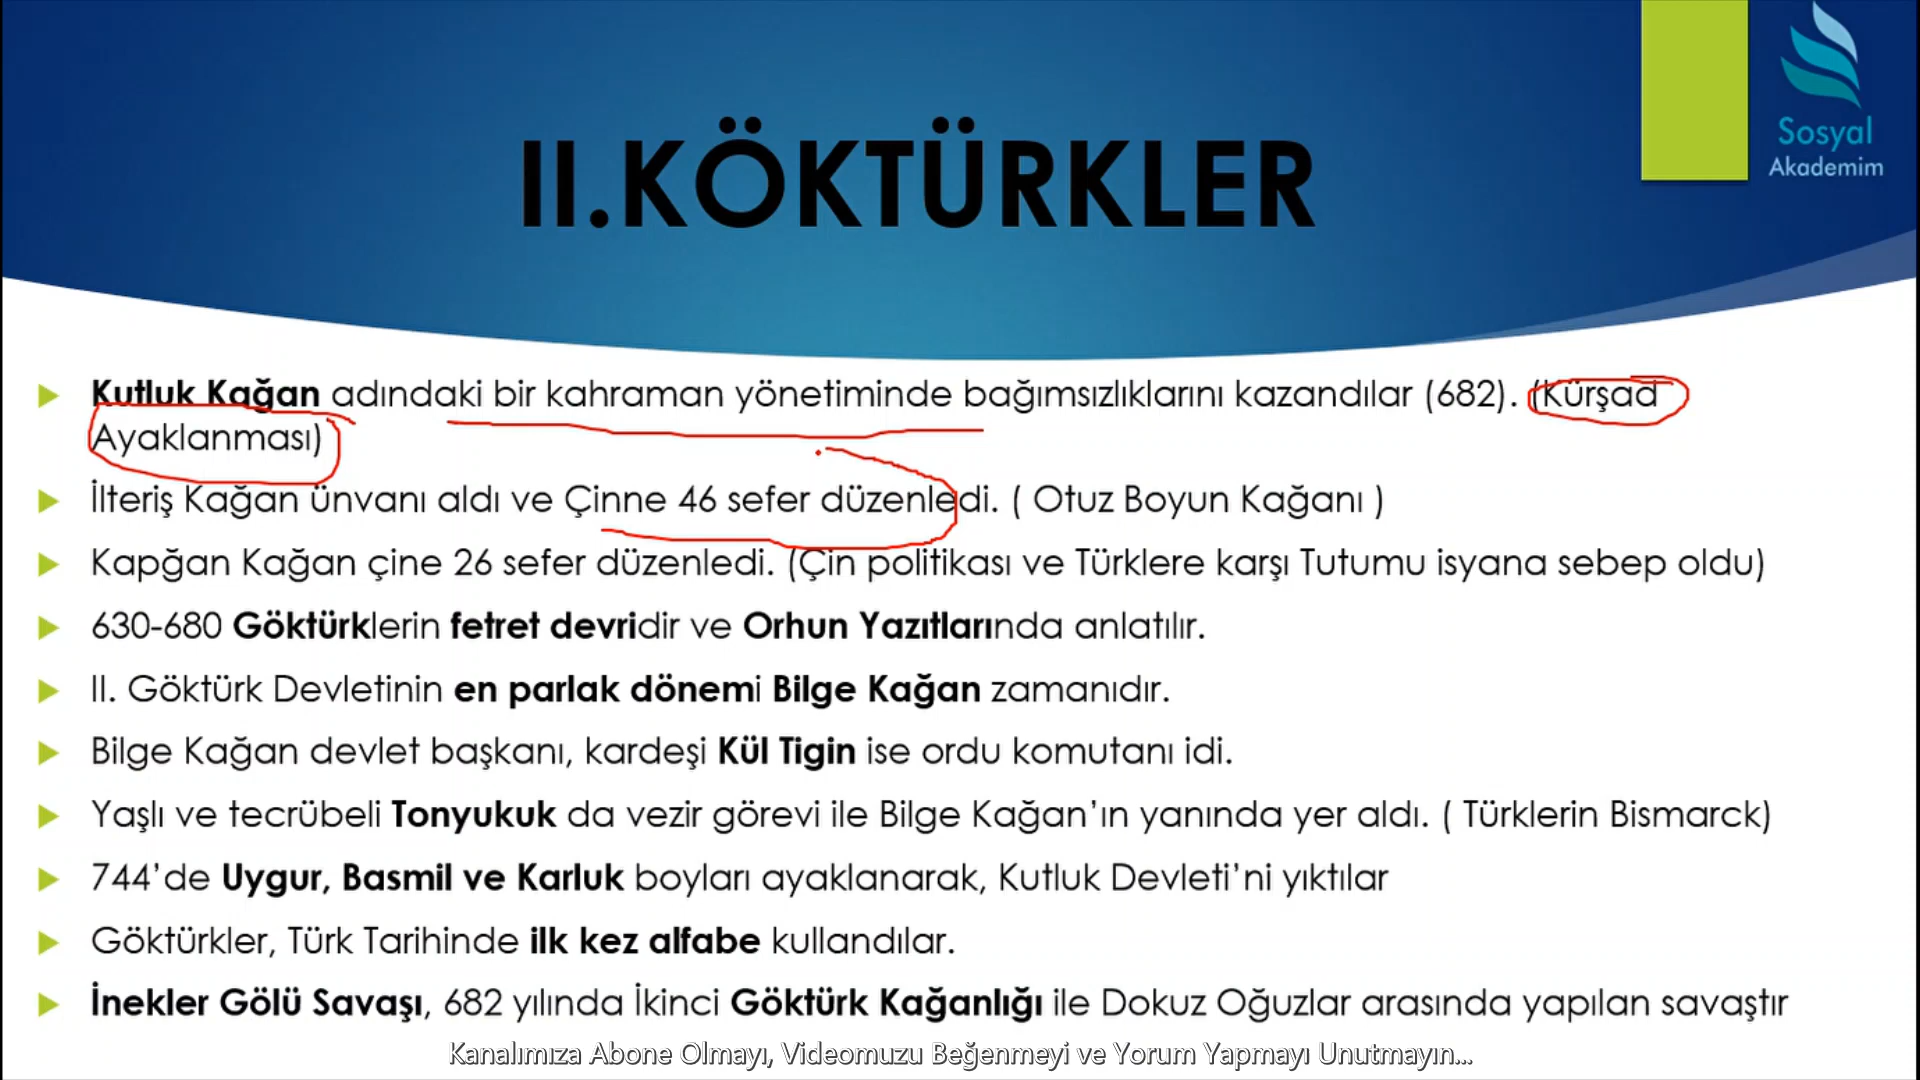 Sosyal
Akademim
II.KÖKTÜRKLER
Kutluk Kağan adındaki bir kahraman yönetiminde bağımsızlıklarını kazandılar (682). (Kürşad
Ayaklanması)
İlteriş Kağan ünvanı aldı ve Çinne 46 sefer düzenledi. ( Otuz Boyun Kağanı )
Kapğan Kağan çine 26 sefer düzenledi. (Çin politikası ve Türklere karşı Tutumu isyana sebep oldu)
630-680 Göktürklerin fetret devridir ve Orhun Yazıtlarında anlatılır.
II. Göktürk Devletinin en parlak dönemi Bilge Kağan zamanıdır.
Bilge Kağan devlet başkanı, kardeşi Kül Tigin ise ordu komutanı idi.
Yaşlı ve tecrübeli Tonyukuk da vezir görevi ile Bilge Kağan’ın yanında yer aldı. ( Türklerin Bismarck)
744’de Uygur, Basmil ve Karluk boyları ayaklanarak, Kutluk Devleti’ni yıktılar
Göktürkler, Türk Tarihinde ilk kez alfabe kullandılar.
İnekler Gölü Savaşı, 682 yılında İkinci Göktürk Kağanlığı ile Dokuz Oğuzlar arasında yapılan savaştır
Kanalımıza Abone Olmayı, Videomuzu Beğenmeyi ve Yorum Yapmayı Unutmayın...